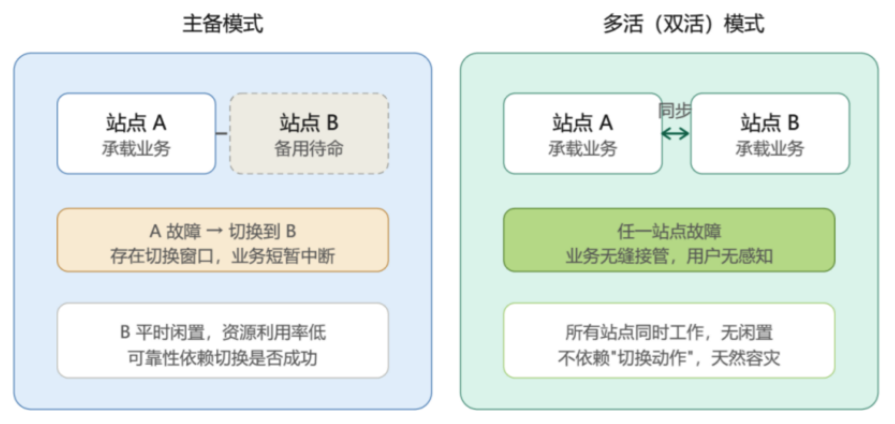 主备模式
站点 A
承载业务
站点 B
备用待命
A 故障 → 切换到 B
存在切换窗口，业务短暂中断
B 平时闲置，资源利用率低
可靠性依赖切换是否成功
多活（双活）模式
站点 A
承载业务
同步
站点 B
承载业务
任一站点故障
业务无缝接管，用户无感知
所有站点同时工作，无闲置
不依赖"切换动作"，天然容灾